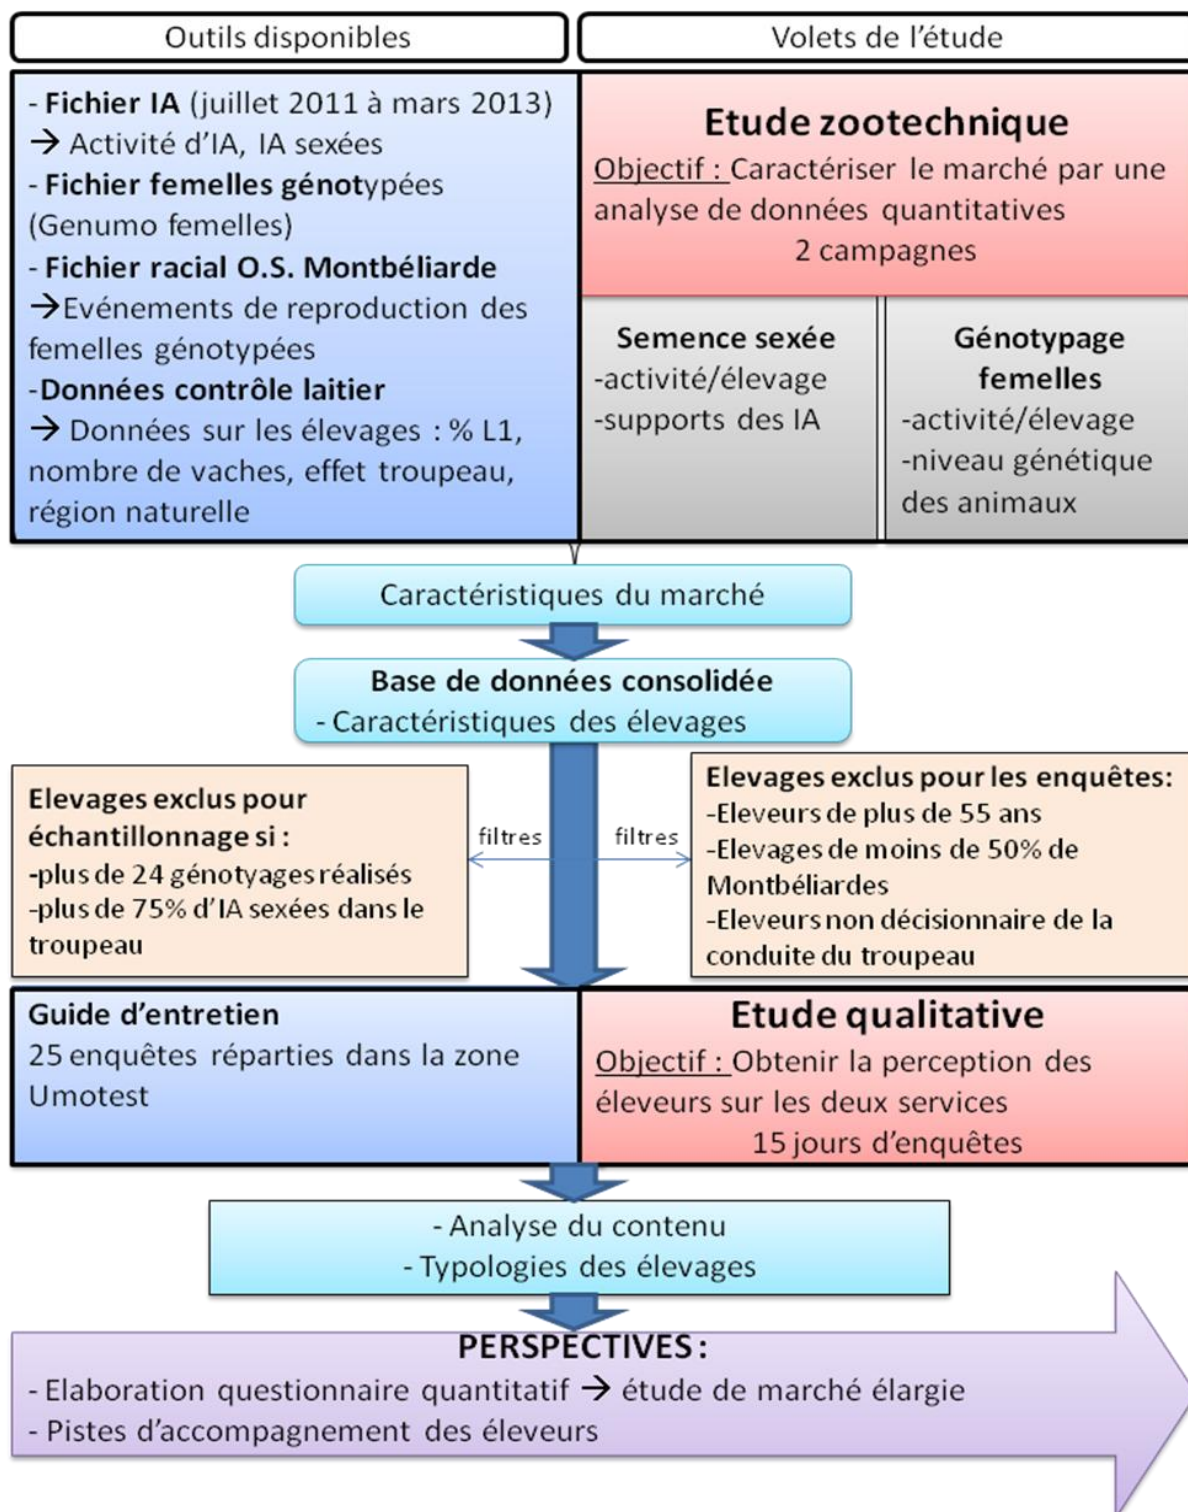 Outils disponibles
Volets de l'étude
- Fichier IA (juillet 2011 à mars 2013)
→ Activité d'IA, IA sexées
- Fichier femelles génotypées
(Genumo femelles)
- Fichier racial O.S. Montbéliarde
→Evénements de reproduction des
femelles génotypées
-Données contrôle laitier
→ Données sur les élevages : % L1,
nombre de vaches, effet troupeau,
région naturelle
Etude zootechnique
Objectif : Caractériser le marché par une
analyse de données quantitatives
2 campagnes
Semence sexée
-activité/élevage
-supports des IA
Génotypage
femelles
-activité/élevage
-niveau génétique
des animaux
Caractéristiques du marché
Base de données consolidée
- Caractéristiques des élevages
Elevages exclus pour
échantillonnage si :
-plus de 24 génotyages réalisés
-plus de 75% d'IA sexées dans le
troupeau
filtres
filtres
Elevages exclus pour les enquêtes:
-Eleveurs de plus de 55 ans
-Elevages de moins de 50% de
Montbéliardes
-Eleveurs non décisionnaire de la
conduite du troupeau
Guide d'entretien
25 enquêtes réparties dans la zone
Umotest
Etude qualitative
Objectif : Obtenir la perception des
éleveurs sur les deux services
15 jours d'enquêtes
- Analyse du contenu
- Typologies des élevages
PERSPECTIVES :
- Elaboration questionnaire quantitatif → étude de marché élargie
- Pistes d'accompagnement des éleveurs